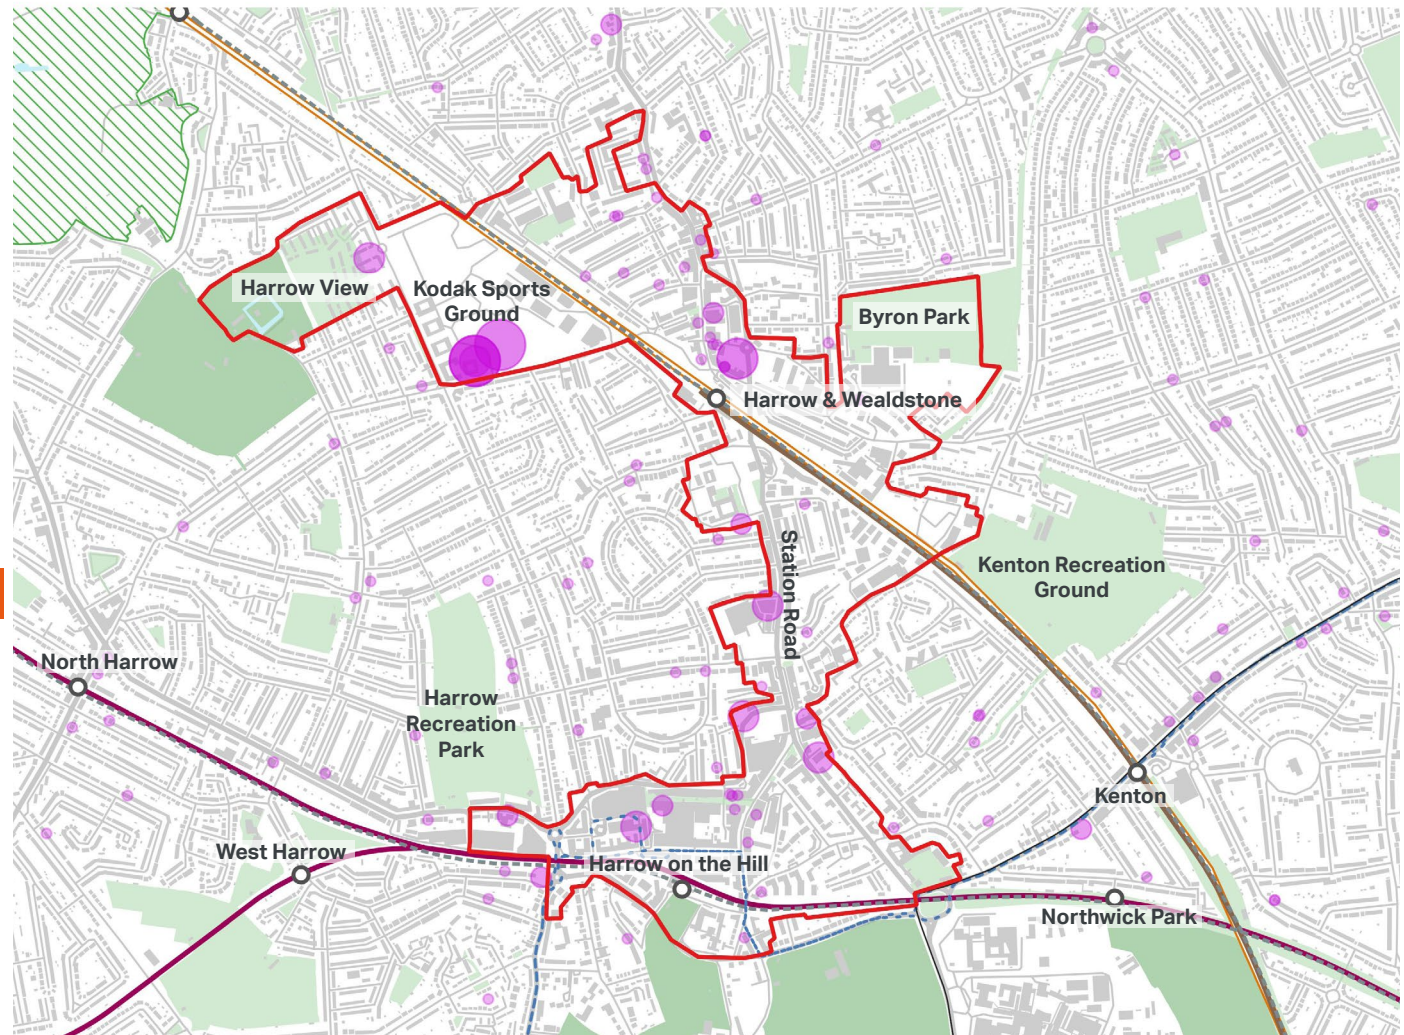 Harrow View
Kodak Sports
Ground
Byron Park
Harrow & Wealdstone
Station Road
Kenton Recreation
Ground
North Harrow
Harrow
Recreation
Park
Kenton
West Harrow
Harrow on the Hill
Northwick Park